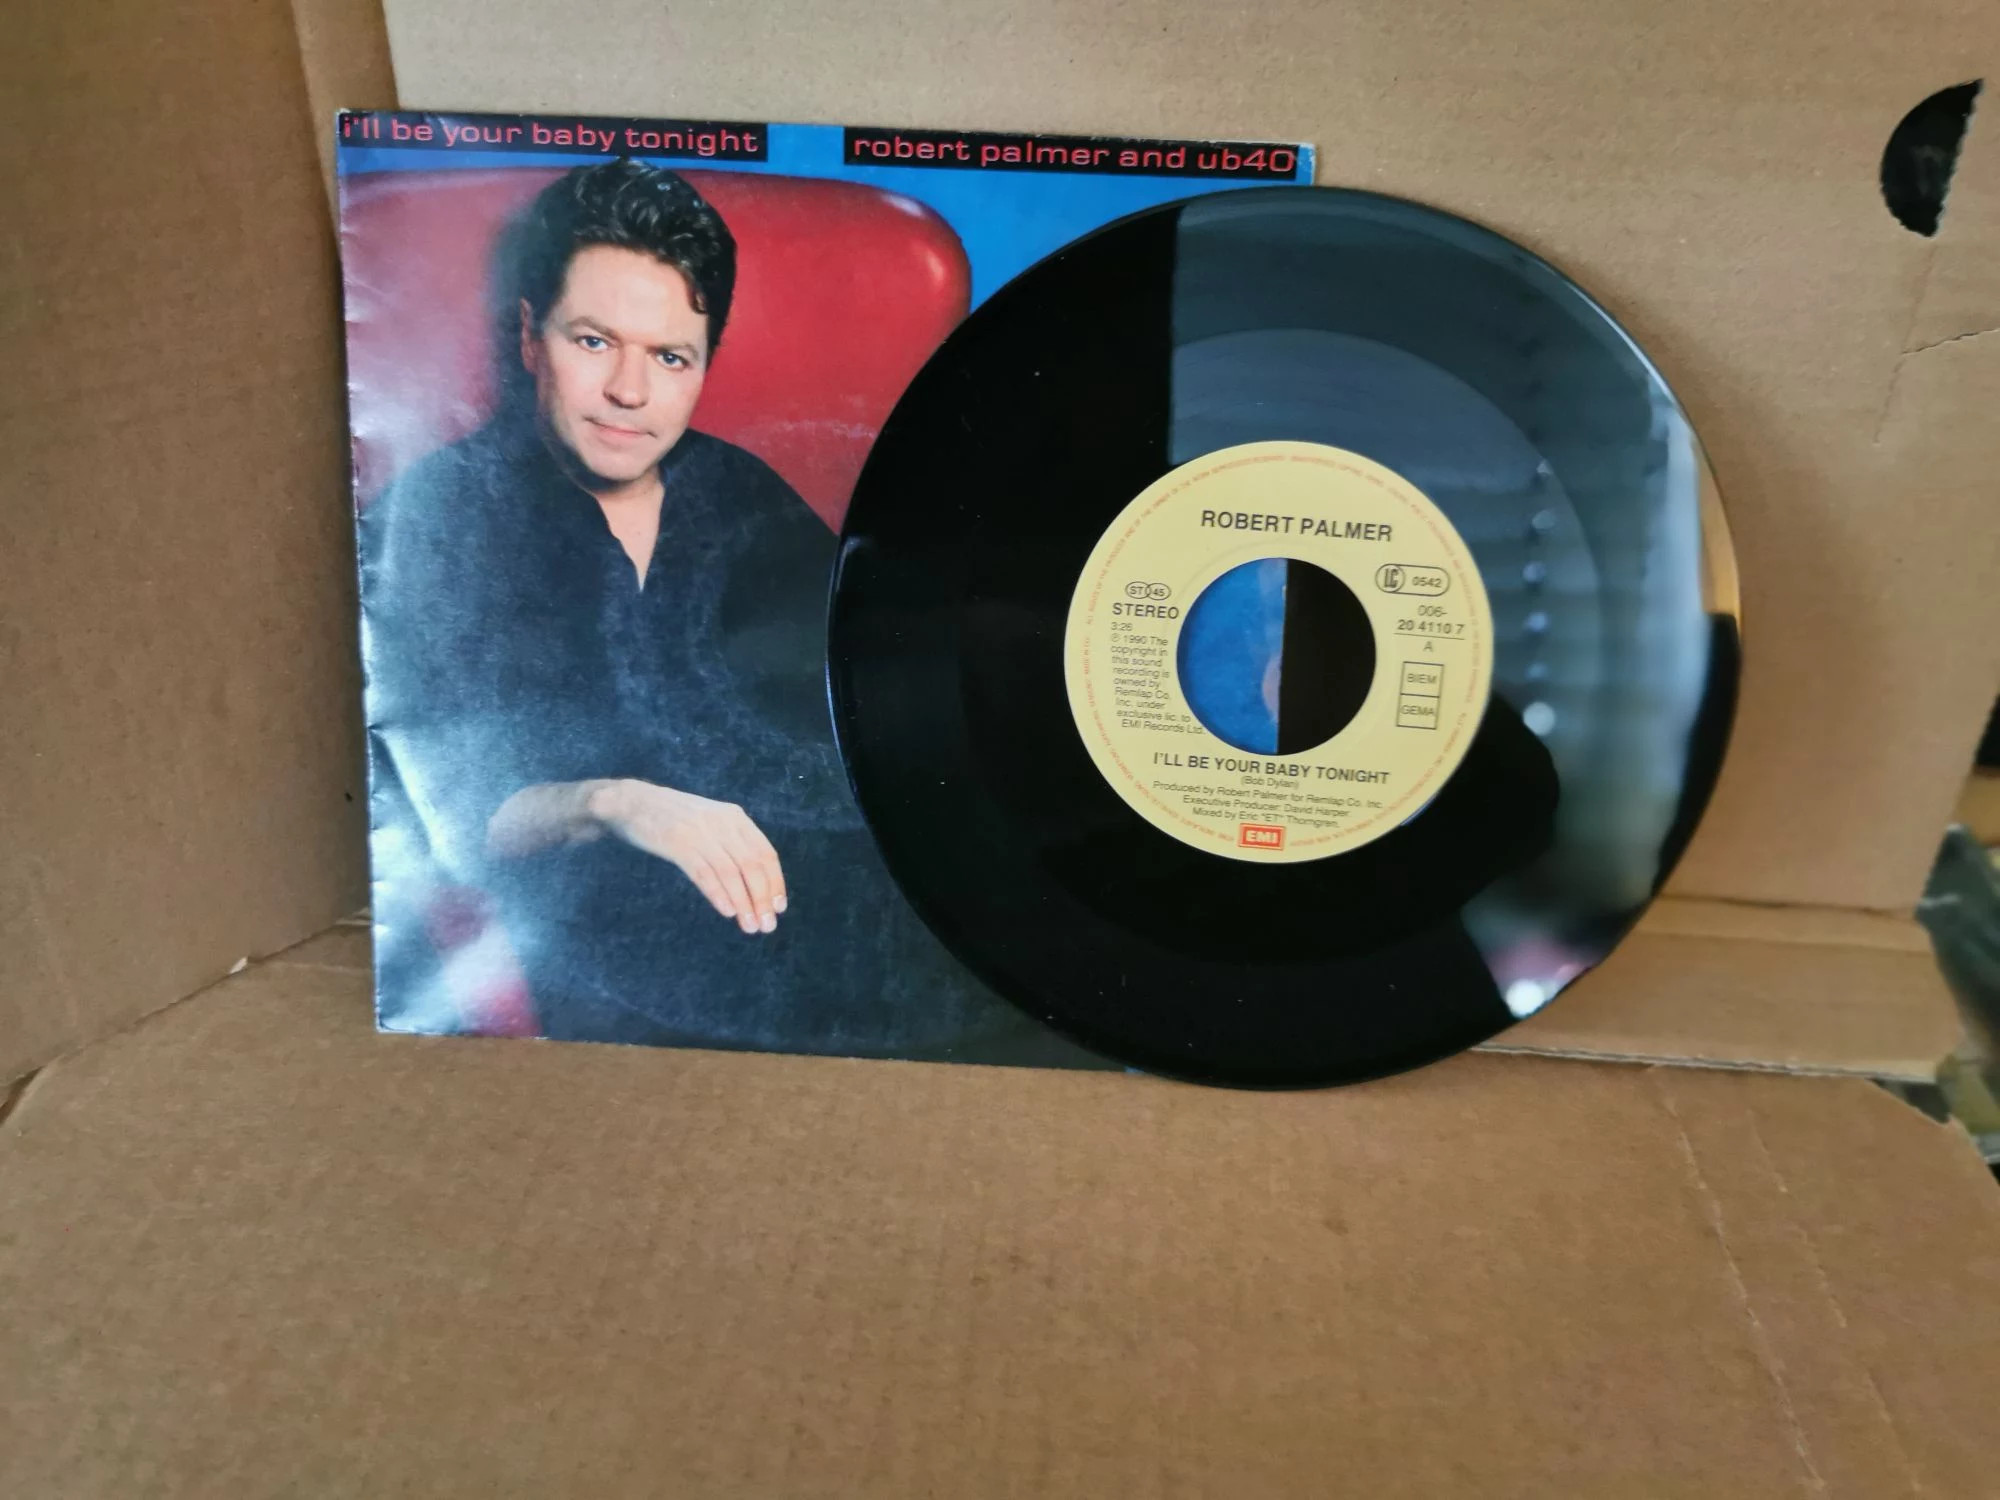 i'll be your baby tonight
robert palmer and ub40
ROBERT PALMER
ST 45
STEREO
3:26
℗ 1990 The
copyright in
this sound
recording is
owned by
Remlap Co.
Inc. under
exclusive lic. to
EMI Records Ltd.
LC 0542
006-
20 4110 7
A
BIEM
GEMA
I'LL BE YOUR BABY TONIGHT
(Bob Dylan)
Produced by Robert Palmer for Remlap Co. Inc.
Executive Producer: David Harper.
Mixed by Eric "ET" Thorngren.
EMI